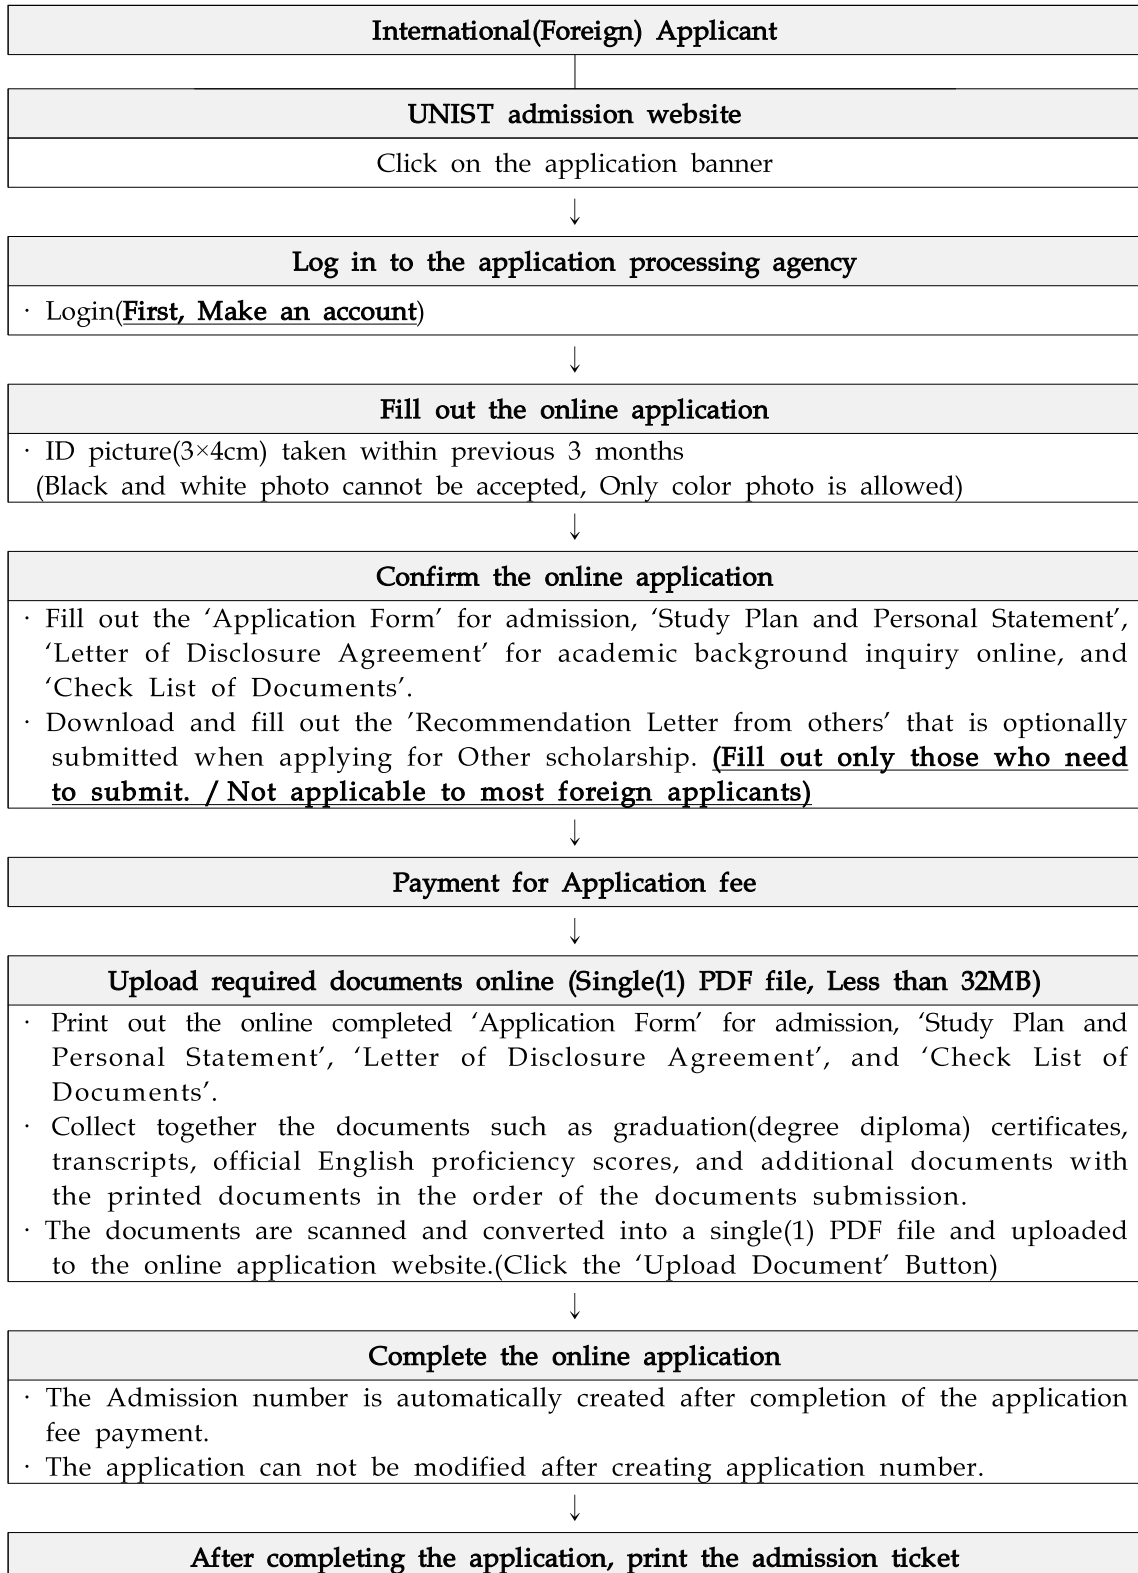 International(Foreign) Applicant
UNIST admission website
Click on the application banner
↓
Log in to the application processing agency
· Login(First, Make an account)
↓
Fill out the online application
· ID picture(3×4cm) taken within previous 3 months
(Black and white photo cannot be accepted, Only color photo is allowed)
↓
Confirm the online application
· Fill out the ‘Application Form’ for admission, ‘Study Plan and Personal Statement’,
‘Letter of Disclosure Agreement’ for academic background inquiry online, and
‘Check List of Documents’.
· Download and fill out the ’Recommendation Letter from others’ that is optionally
submitted when applying for Other scholarship. (Fill out only those who need
to submit. / Not applicable to most foreign applicants)
↓
Payment for Application fee
↓
Upload required documents online (Single(1) PDF file, Less than 32MB)
· Print out the online completed ‘Application Form’ for admission, ‘Study Plan and
Personal Statement’, ‘Letter of Disclosure Agreement’, and ‘Check List of
Documents’.
· Collect together the documents such as graduation(degree diploma) certificates,
transcripts, official English proficiency scores, and additional documents with
the printed documents in the order of the documents submission.
· The documents are scanned and converted into a single(1) PDF file and uploaded
to the online application website.(Click the ‘Upload Document’ Button)
↓
Complete the online application
· The Admission number is automatically created after completion of the application
fee payment.
· The application can not be modified after creating application number.
↓
After completing the application, print the admission ticket